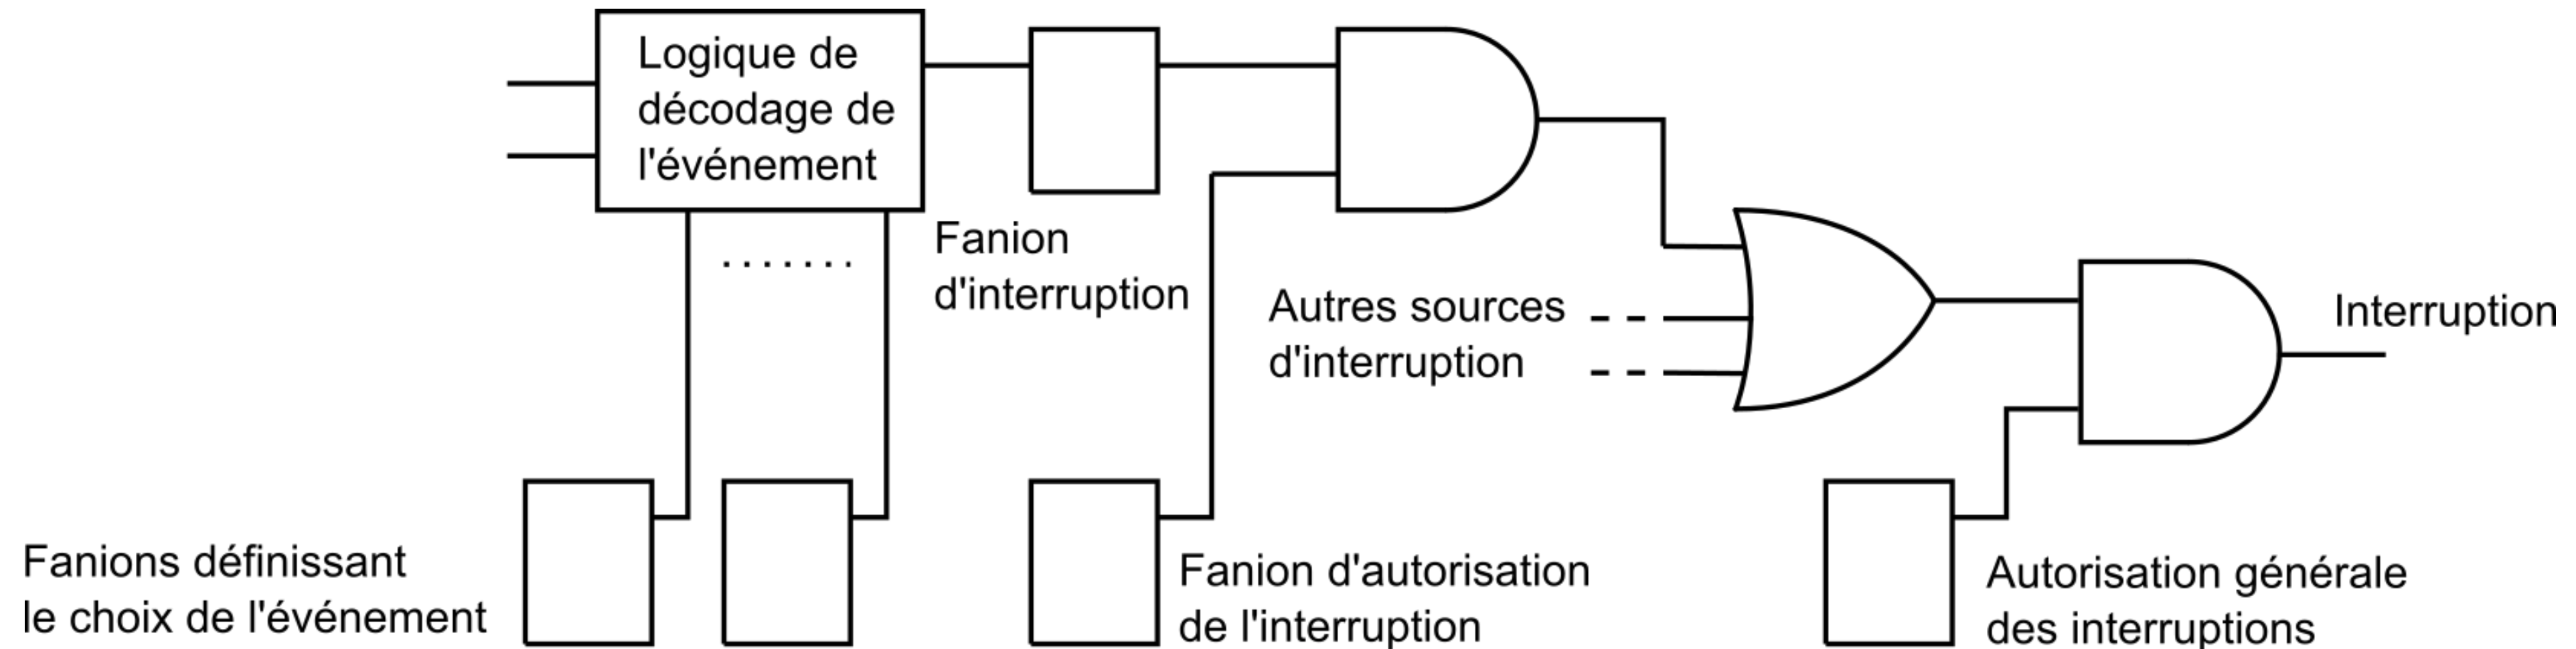 Logique de
décodage de
l'événement
Fanion
d'interruption
Autres sources
d'interruption
Interruption
Fanions définissant
le choix de l'événement
Fanion d'autorisation
de l'interruption
Autorisation générale
des interruptions